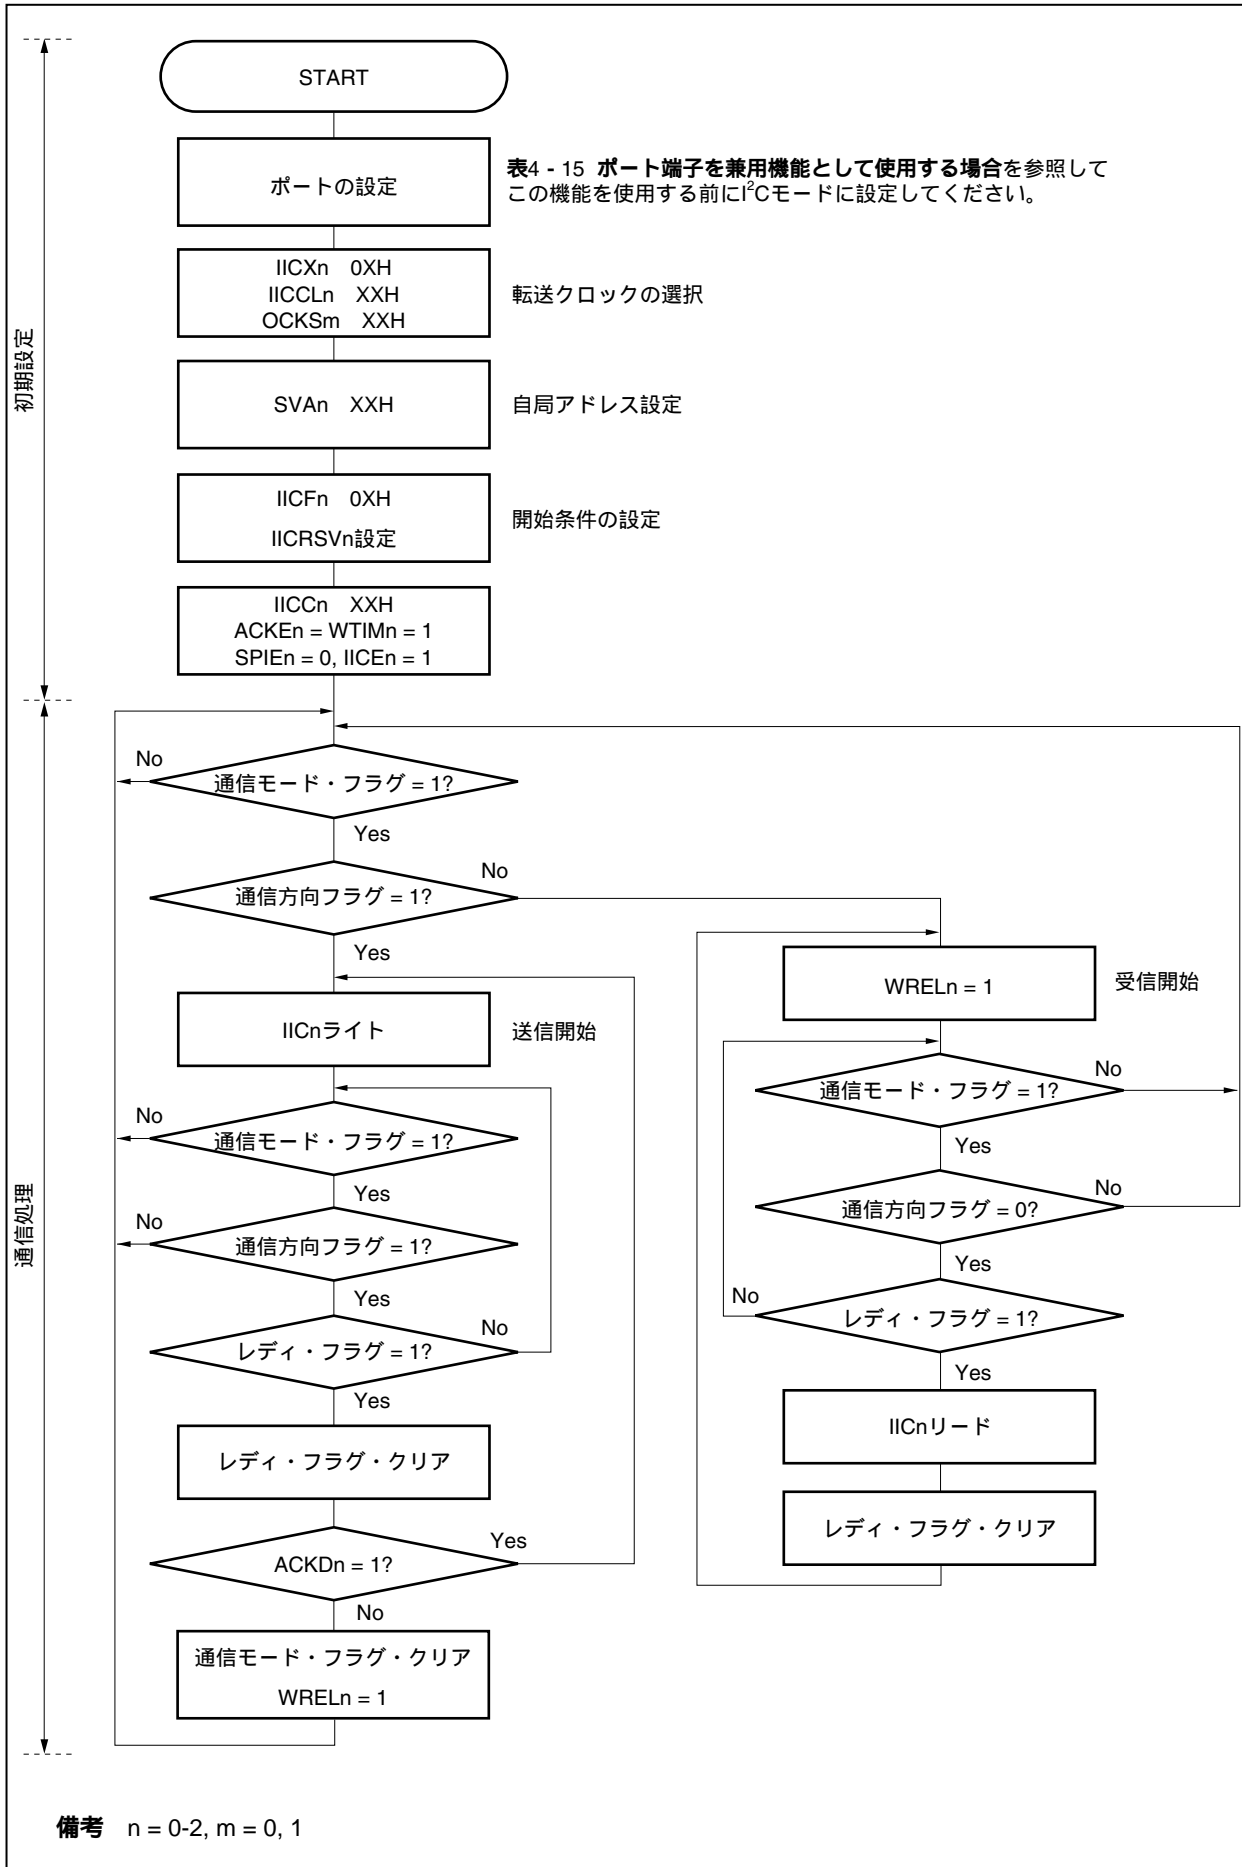 START
ポートの設定
表4 - 15 ポート端子を兼用機能として使用する場合を参照して
この機能を使用する前にI²Cモードに設定してください。
IICXn 0XH
IICCLn XXH
OCKSm XXH
転送クロックの選択
初期設定
SVAn XXH
自局アドレス設定
IICFn 0XH
IICRSVn設定
開始条件の設定
IICCn XXH
ACKEn = WTIMn = 1
SPIEn = 0, IICEn = 1
No
通信モード・フラグ = 1?
Yes
通信方向フラグ = 1?
No
Yes
IICnライト
送信開始
No
通信モード・フラグ = 1?
Yes
No
通信方向フラグ = 1?
Yes
レディ・フラグ = 1?
No
Yes
レディ・フラグ・クリア
ACKDn = 1?
Yes
No
通信モード・フラグ・クリア
WRELn = 1
通信処理
WRELn = 1
受信開始
通信モード・フラグ = 1?
No
Yes
通信方向フラグ = 0?
No
Yes
No
レディ・フラグ = 1?
Yes
IICnリード
レディ・フラグ・クリア
備考 n = 0-2, m = 0, 1